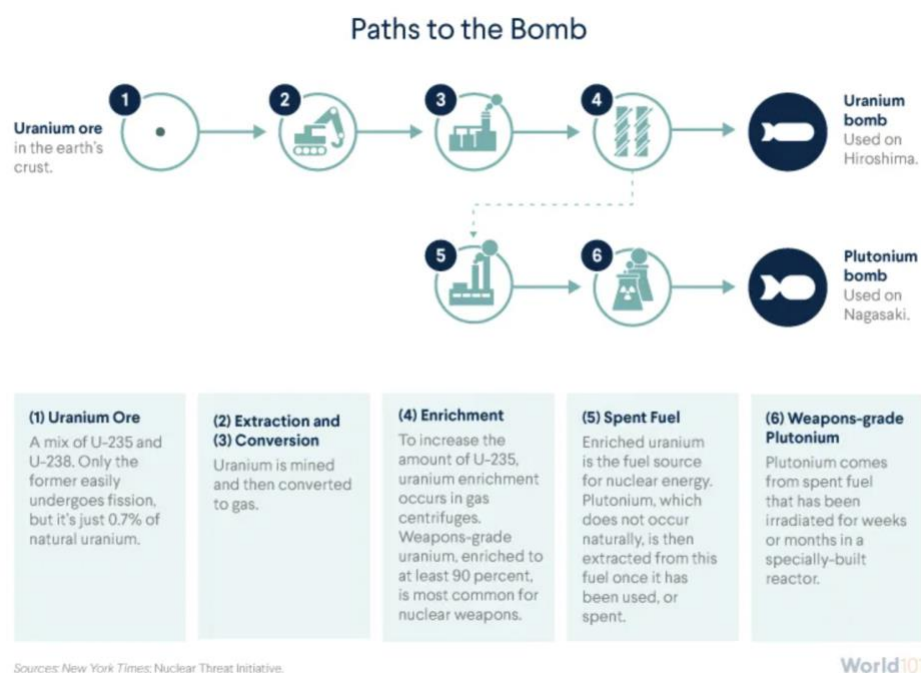 Paths to the Bomb
1
2
3
4
Uranium ore
in the earth's
crust.
Uranium
bomb
Used on
Hiroshima.
5
6
Plutonium
bomb
Used on
Nagasaki.
(1) Uranium Ore
A mix of U-235 and
U-238. Only the
former easily
undergoes fission,
but it's just 0.7% of
natural uranium.
(2) Extraction and
(3) Conversion
Uranium is mined
and then converted
to gas.
(4) Enrichment
To increase the
amount of U-235,
uranium enrichment
occurs in gas
centrifuges.
Weapons-grade
uranium, enriched to
at least 90 percent,
is most common for
nuclear weapons.
(5) Spent Fuel
Enriched uranium
is the fuel source
for nuclear energy.
Plutonium, which
does not occur
naturally, is then
extracted from this
fuel once it has
been used, or
spent.
(6) Weapons-grade
Plutonium
Plutonium comes
from spent fuel
that has been
irradiated for weeks
or months in a
specially-built
reactor.
Sources: New York Times; Nuclear Threat Initiative.
World101